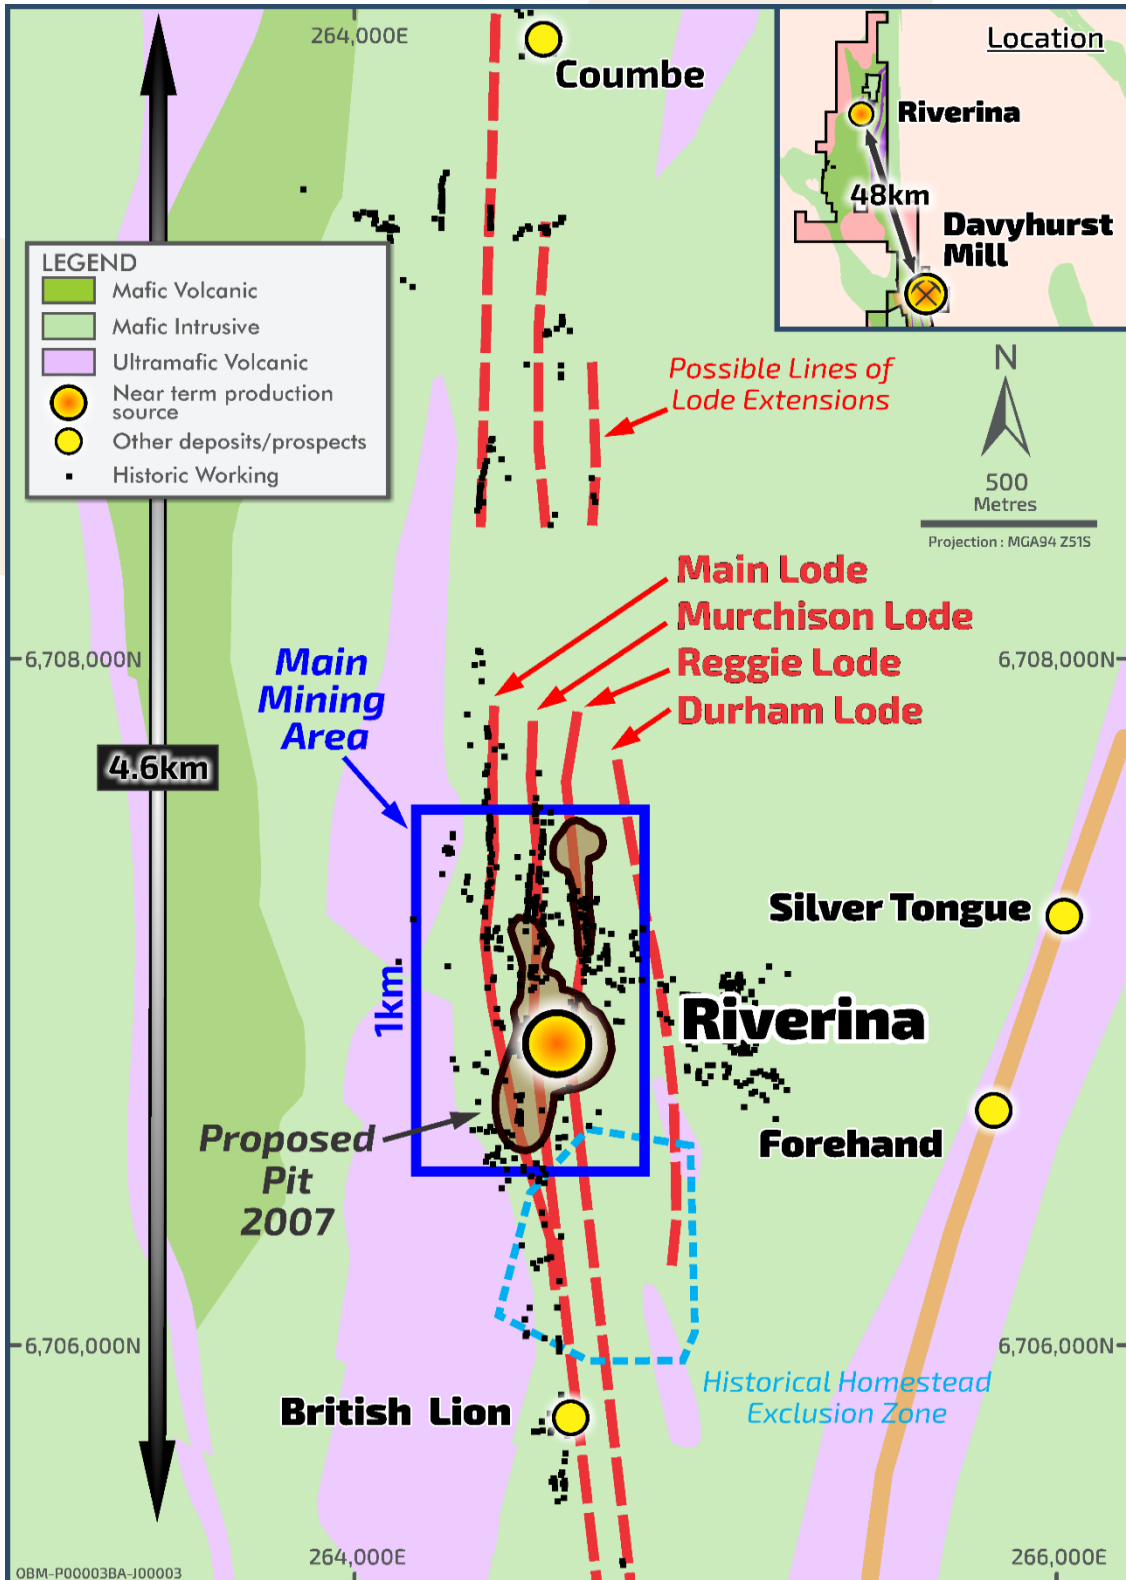 264,000E
Coumbe
Location
Riverina
48km
Davyhurst
Mill
LEGEND
Mafic Volcanic
Mafic Intrusive
Ultramafic Volcanic
Near term production
source
Other deposits/prospects
Historic Working
Possible Lines of
Lode Extensions
N
500
Metres
Projection : MGA94 Z51S
Main Lode
Murchison Lode
Reggie Lode
Durham Lode
6,708,000N
6,708,000N
Main
Mining
Area
4.6km
Silver Tongue
1km
Riverina
Proposed
Pit
2007
Forehand
6,706,000N
6,706,000N
Historical Homestead
Exclusion Zone
British Lion
264,000E
266,000E
OBM-P00003BA-J00003